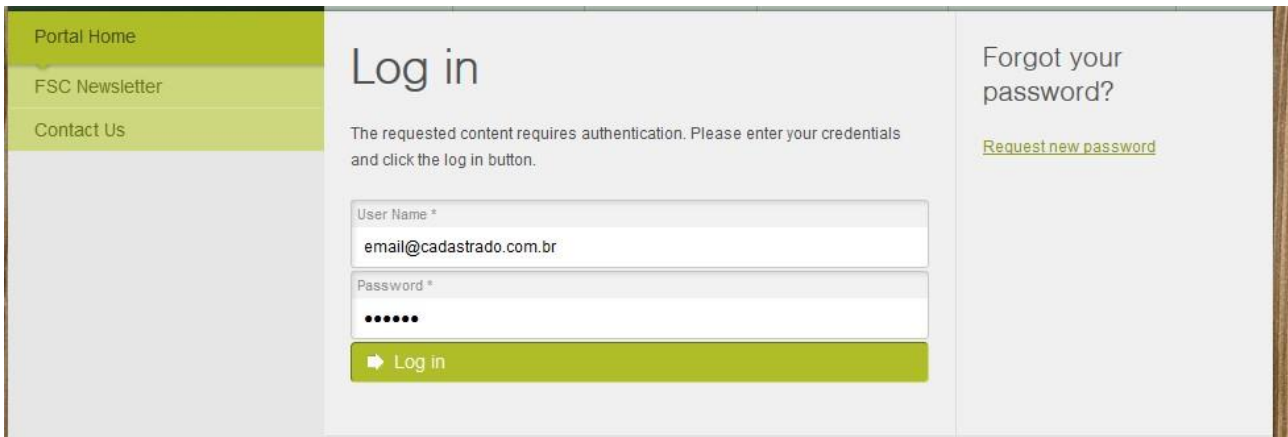 Portal Home
FSC Newsletter
Contact Us
Log in
The requested content requires authentication. Please enter your credentials
and click the log in button.
User Name *
email@cadastrado.com.br
Password *
••••••
Log in
Forgot your
password?
Request new password